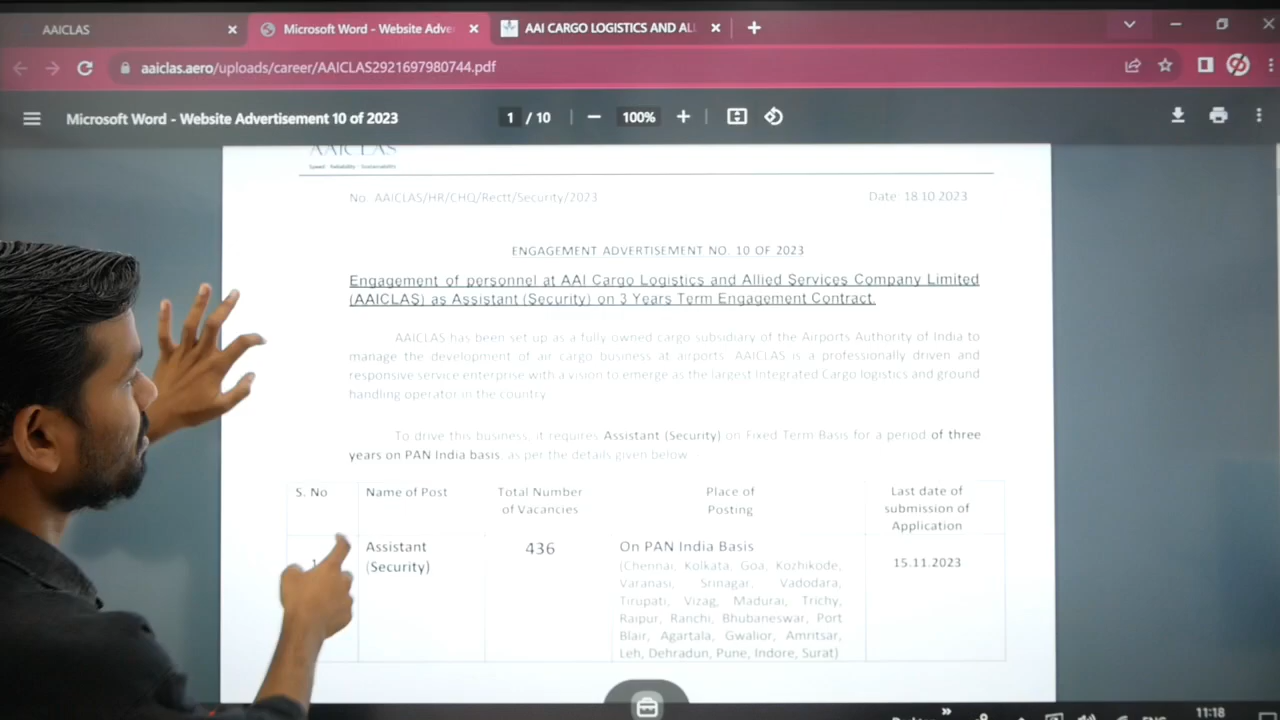 AAICLAS
Microsoft Word - Website Adve
AAI CARGO LOGISTICS AND AL
aaiclas.aero/uploads/career/AAICLAS2921697980744.pdf
Microsoft Word - Website Advertisement 10 of 2023
1 / 10
100%
AAICLAS
Speed Reliability Sustainability
No. AAICLAS/HR/CHQ/Rectt/Security/2023
Date: 18.10.2023
ENGAGEMENT ADVERTISEMENT NO. 10 OF 2023
Engagement of personnel at AAI Cargo Logistics and Allied Services Company Limited
(AAICLAS) as Assistant (Security) on 3 Years Term Engagement Contract.
AAICLAS has been set up as a fully owned cargo subsidiary of the Airports Authority of India to
manage the development of air cargo business at airports. AAICLAS is a professionally driven and
responsive service enterprise with a vision to emerge as the largest Integrated Cargo logistics and ground
handling operator in the country
To drive this business, it requires Assistant (Security) on Fixed Term Basis for a period of three
years on PAN India basis, as per the details given below
S. No
Name of Post
Total Number
of Vacancies
Place of
Posting
Last date of
submission of
Application
1
Assistant
(Security)
436
On PAN India Basis
(Chennai, Kolkata, Goa, Kozhikode,
Varanasi, Srinagar, Vadodara,
Tirupati, Vizag, Madurai, Trichy,
Raipur, Ranchi, Bhubaneswar, Port
Blair, Agartala, Gwalior, Amritsar,
Leh, Dehradun, Pune, Indore, Surat)
15.11.2023
11:18